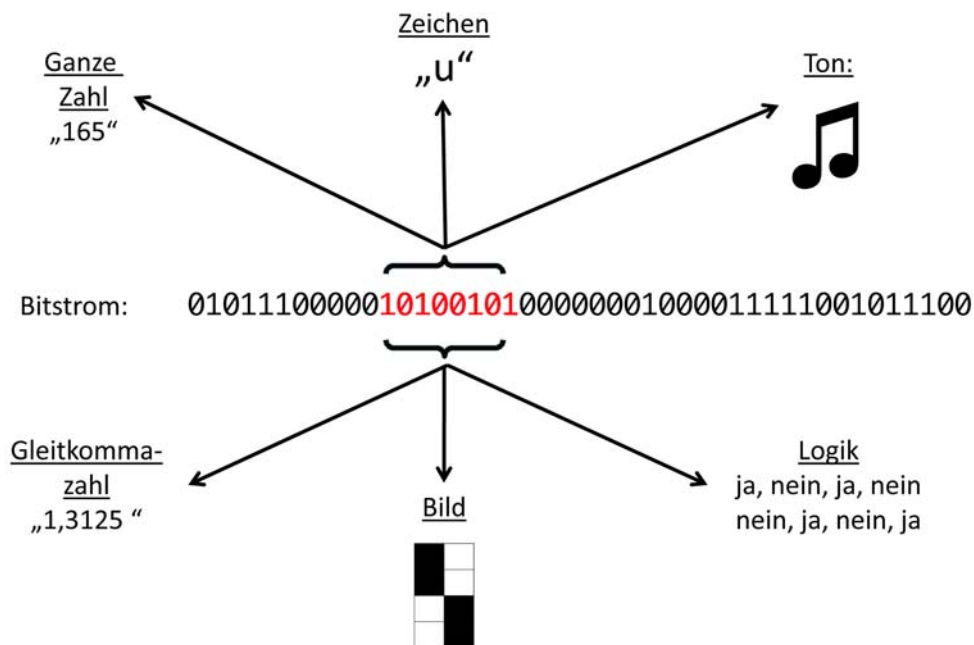 Zeichen
„u“
Ganze
Zahl
„165“
Ton:
Bitstrom: 010111000001010010100000001000011111001011100
Gleitkomma-
zahl
„1,3125 “
Bild
Logik
ja, nein, ja, nein
nein, ja, nein, ja